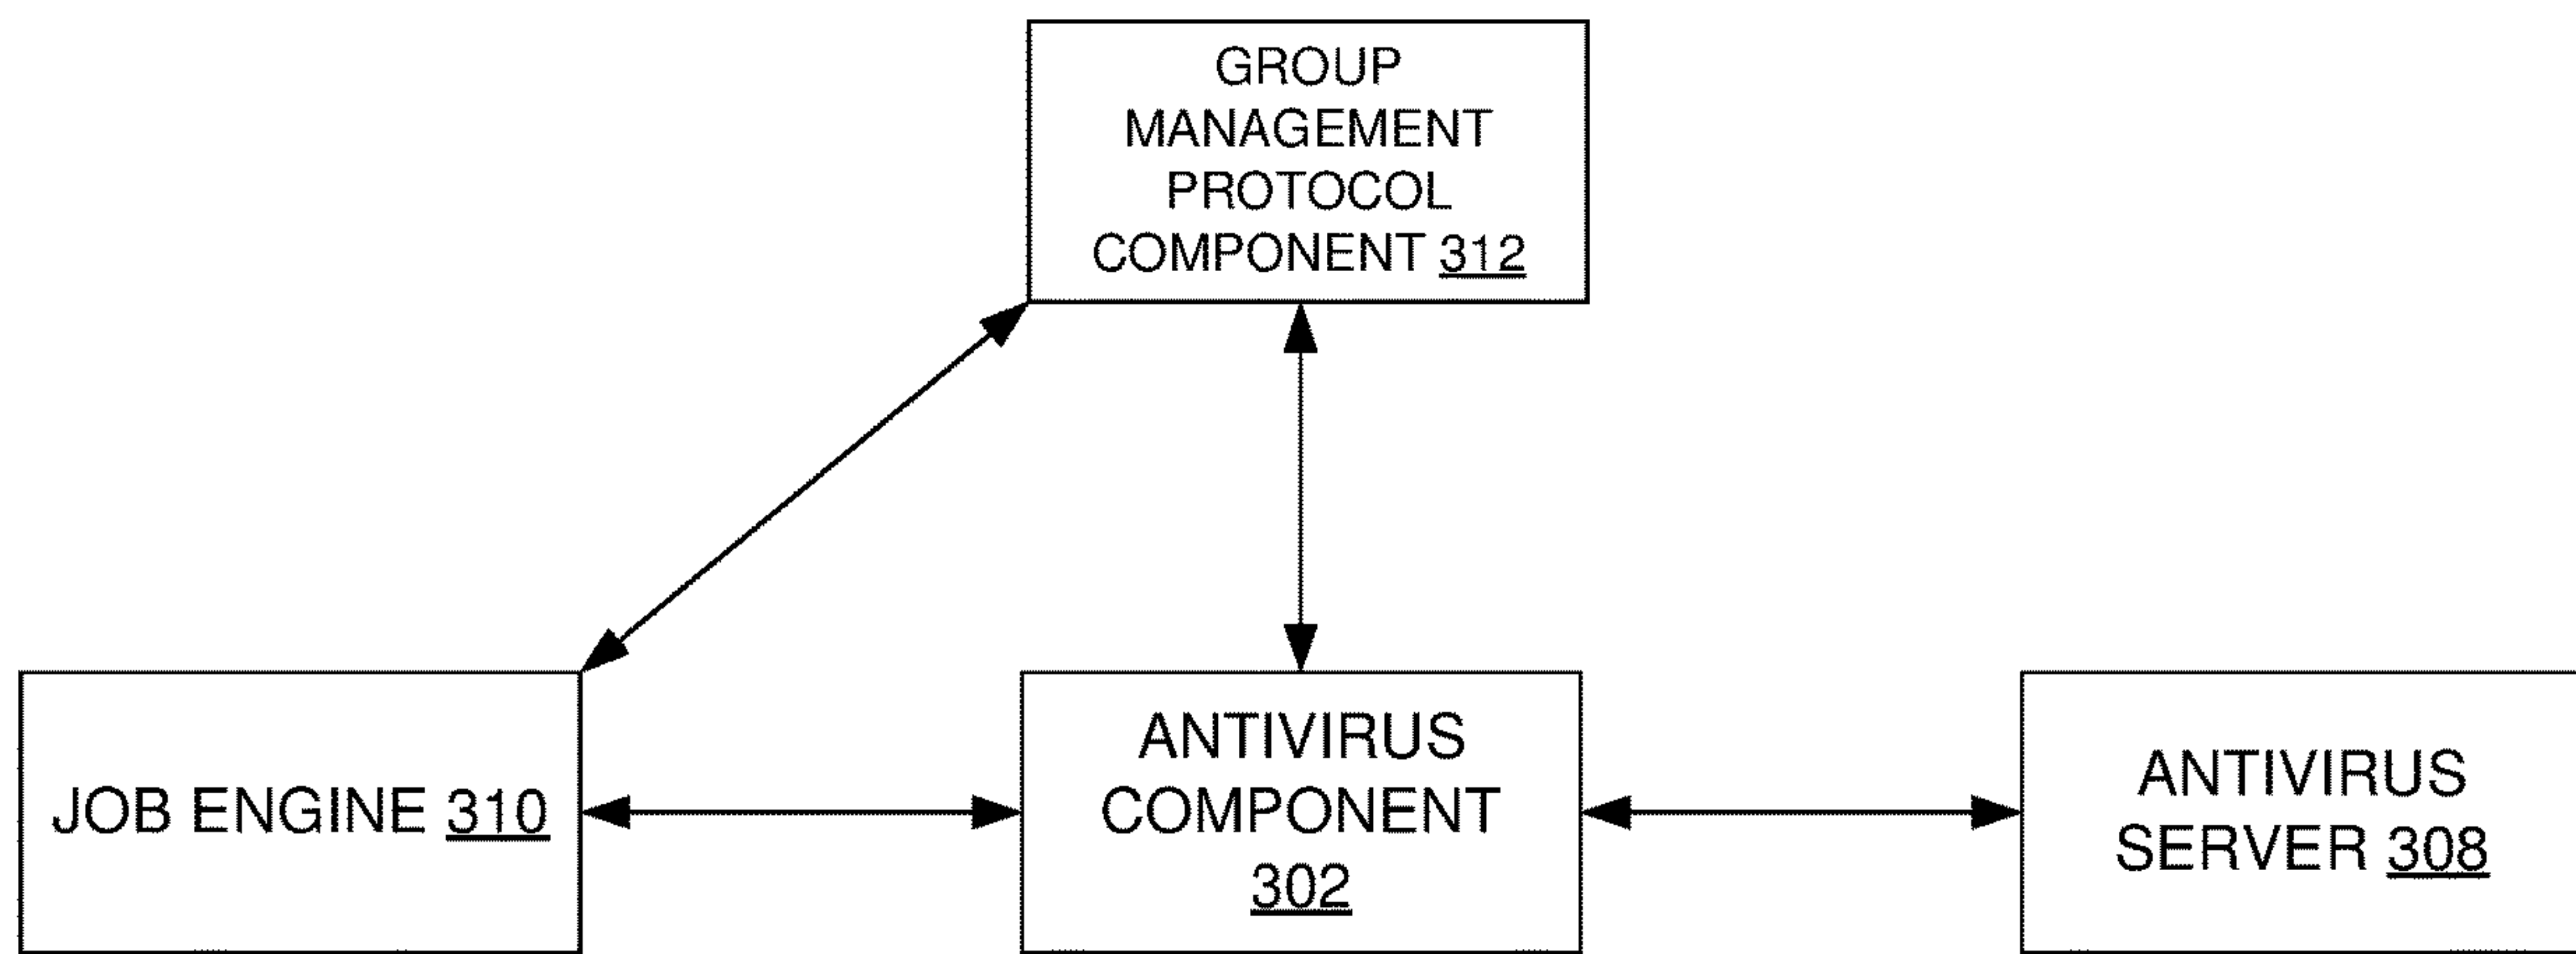 GROUP
MANAGEMENT
PROTOCOL
COMPONENT 312
JOB ENGINE 310
ANTIVIRUS
COMPONENT
302
ANTIVIRUS
SERVER 308